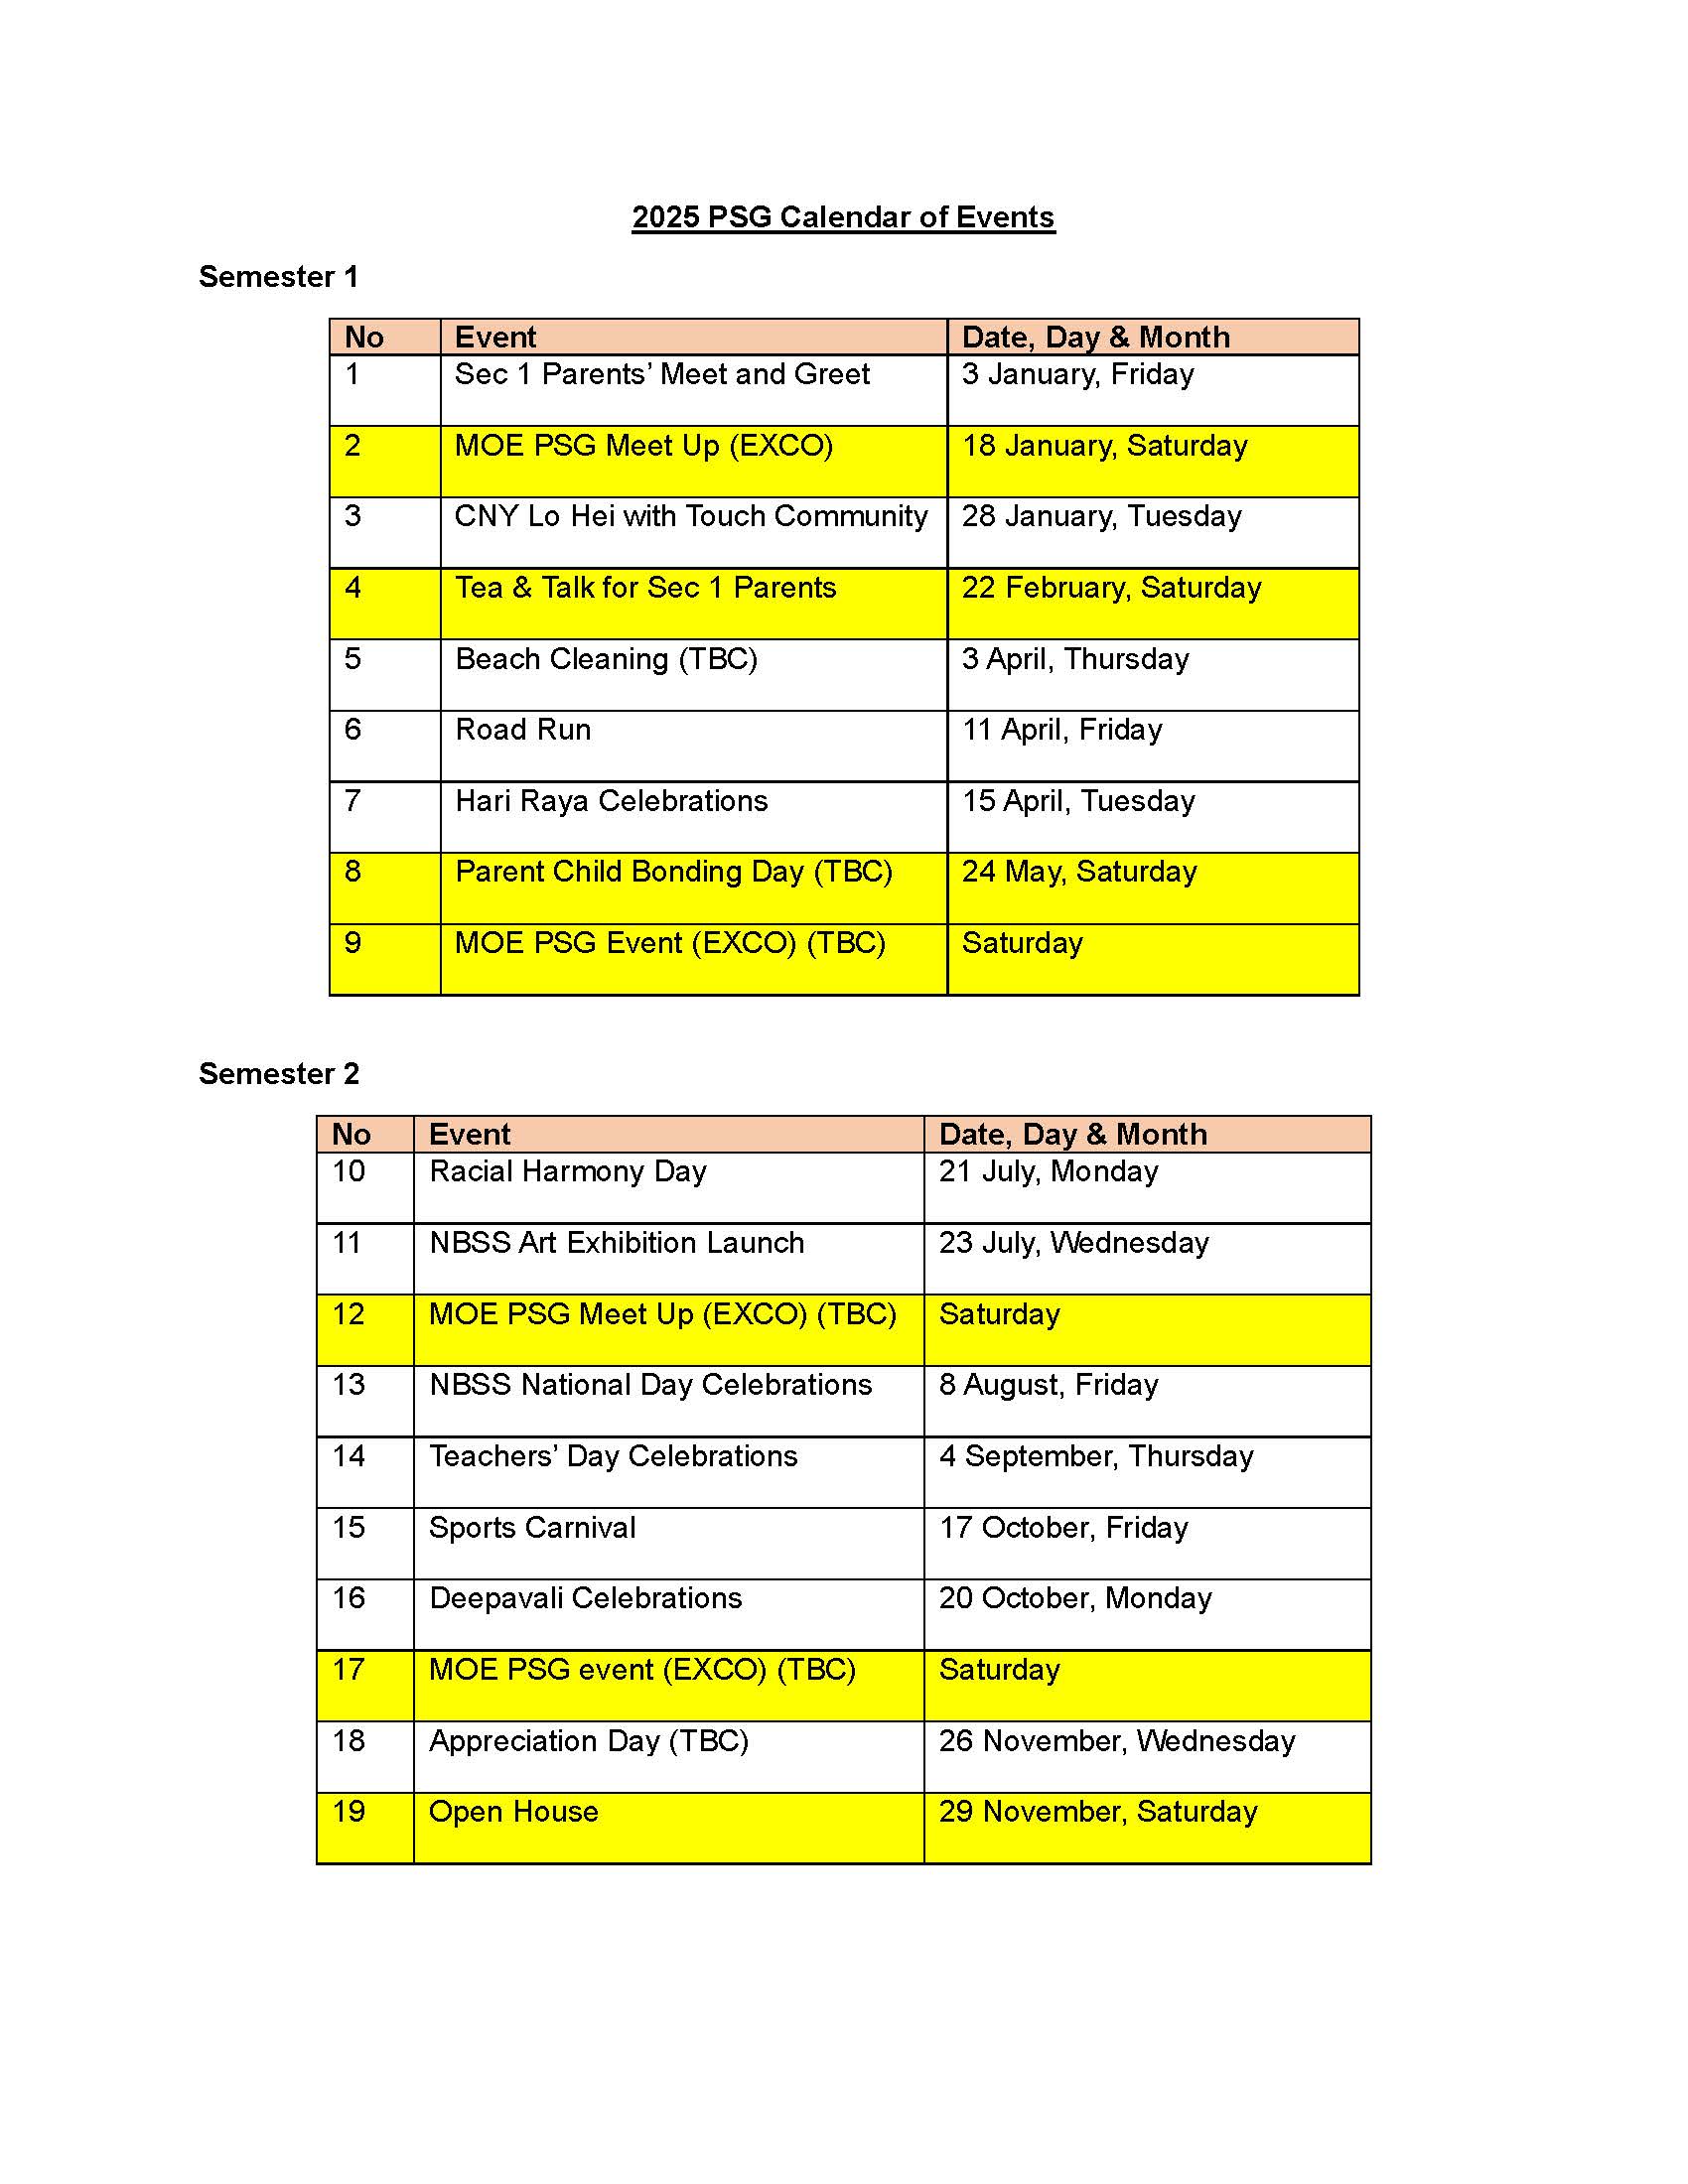 2025 PSG Calendar of Events
Semester 1
No Event Date, Day & Month
1 Sec 1 Parents’ Meet and Greet 3 January, Friday
2 MOE PSG Meet Up (EXCO) 18 January, Saturday
3 CNY Lo Hei with Touch Community 28 January, Tuesday
4 Tea & Talk for Sec 1 Parents 22 February, Saturday
5 Beach Cleaning (TBC) 3 April, Thursday
6 Road Run 11 April, Friday
7 Hari Raya Celebrations 15 April, Tuesday
8 Parent Child Bonding Day (TBC) 24 May, Saturday
9 MOE PSG Event (EXCO) (TBC) Saturday
Semester 2
No Event Date, Day & Month
10 Racial Harmony Day 21 July, Monday
11 NBSS Art Exhibition Launch 23 July, Wednesday
12 MOE PSG Meet Up (EXCO) (TBC) Saturday
13 NBSS National Day Celebrations 8 August, Friday
14 Teachers’ Day Celebrations 4 September, Thursday
15 Sports Carnival 17 October, Friday
16 Deepavali Celebrations 20 October, Monday
17 MOE PSG event (EXCO) (TBC) Saturday
18 Appreciation Day (TBC) 26 November, Wednesday
19 Open House 29 November, Saturday